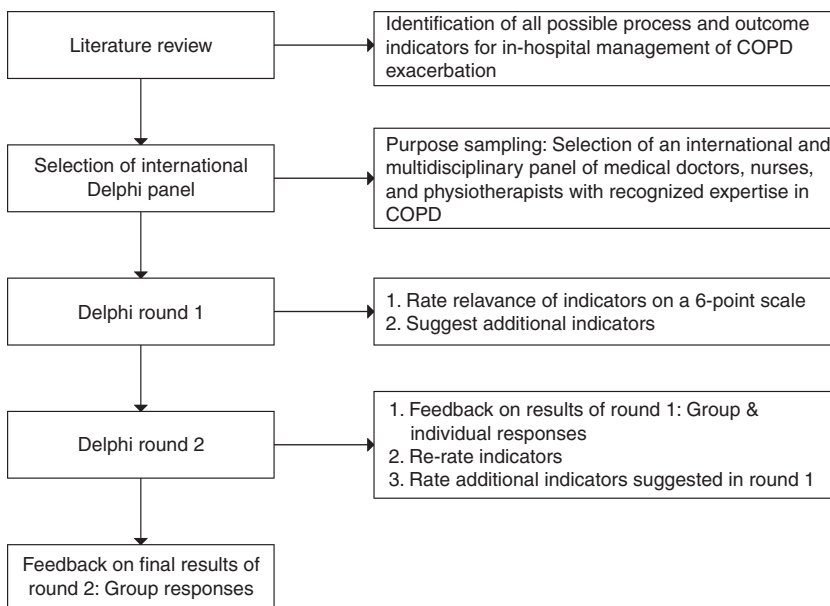 Literature review
Identification of all possible process and outcome
indicators for in-hospital management of COPD
exacerbation
Selection of international
Delphi panel
Purpose sampling: Selection of an international and
multidisciplinary panel of medical doctors, nurses,
and physiotherapists with recognized expertise in
COPD
Delphi round 1
1. Rate relavance of indicators on a 6-point scale
2. Suggest additional indicators
Delphi round 2
1. Feedback on results of round 1: Group &
individual responses
2. Re-rate indicators
3. Rate additional indicators suggested in round 1
Feedback on final results of
round 2: Group responses